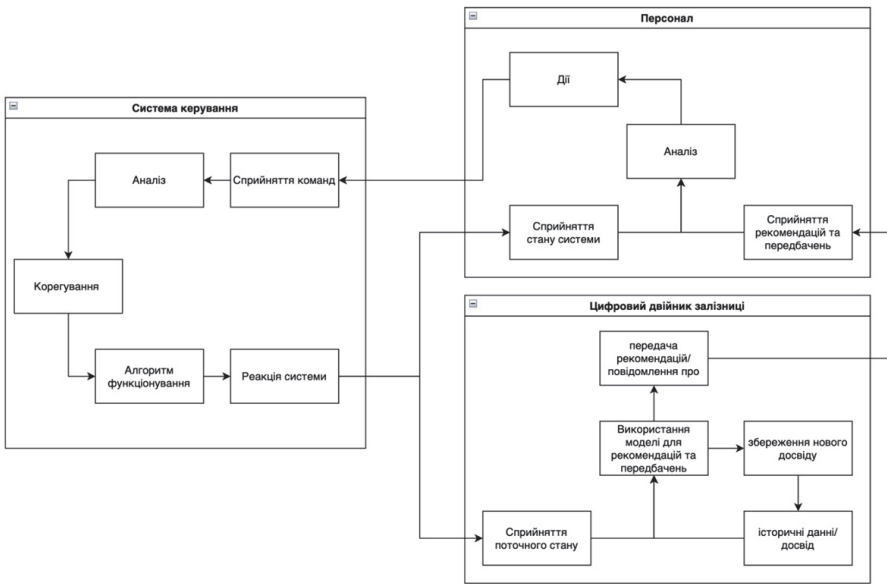 Персонал
Дії
Аналіз
Сприйняття
стану системи
Сприйняття
рекомендацій та
передбачень
Система керування
Аналіз
Сприйняття команд
Корегування
Алгоритм
функціонування
Реакція системи
Цифровий двійник залізниці
передача
рекомендацій/
повідомлення про
Використання
моделі для
рекомендацій та
передбачень
збереження нового
досвіду
Сприйняття
поточного стану
історичні данні/
досвід